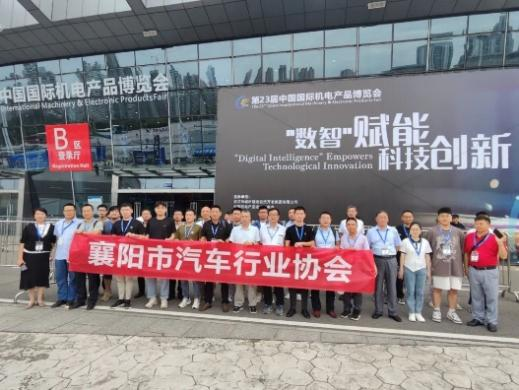 中国国际机电产品博览会
International Machinery & Electronic Products Fair
B区
登录厅
Registration Hall
第23届中国国际机电产品博览会
The 23rd China International Machinery & Electronic Products Fair
"数智"赋能
科技创新
"Digital Intelligence" Empowers
Technological Innovation
襄阳市汽车行业协会